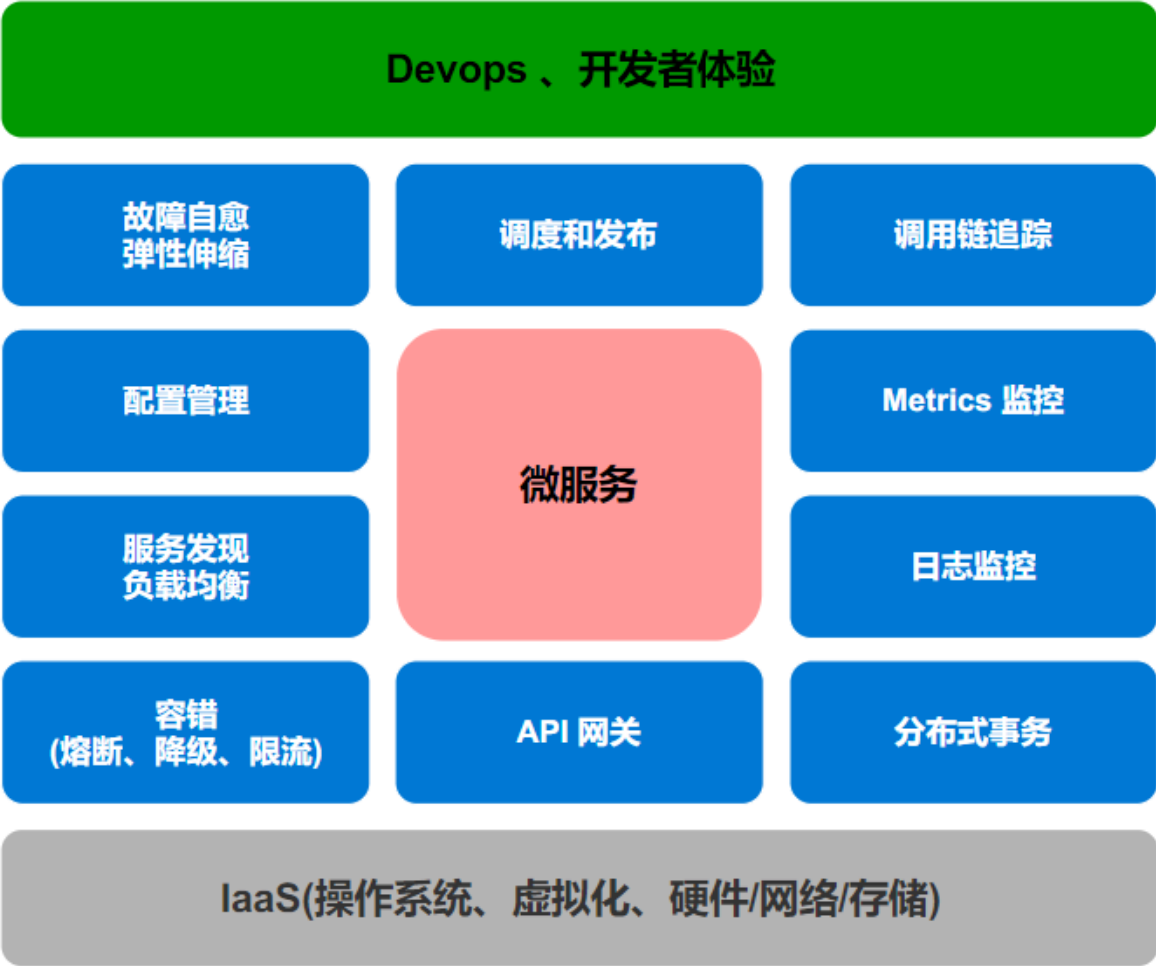 Devops 、开发者体验
故障自愈
弹性伸缩
调度和发布
调用链追踪
配置管理
Metrics 监控
微服务
服务发现
负载均衡
日志监控
容错
(熔断、降级、限流)
API 网关
分布式事务
IaaS(操作系统、虚拟化、硬件/网络/存储)